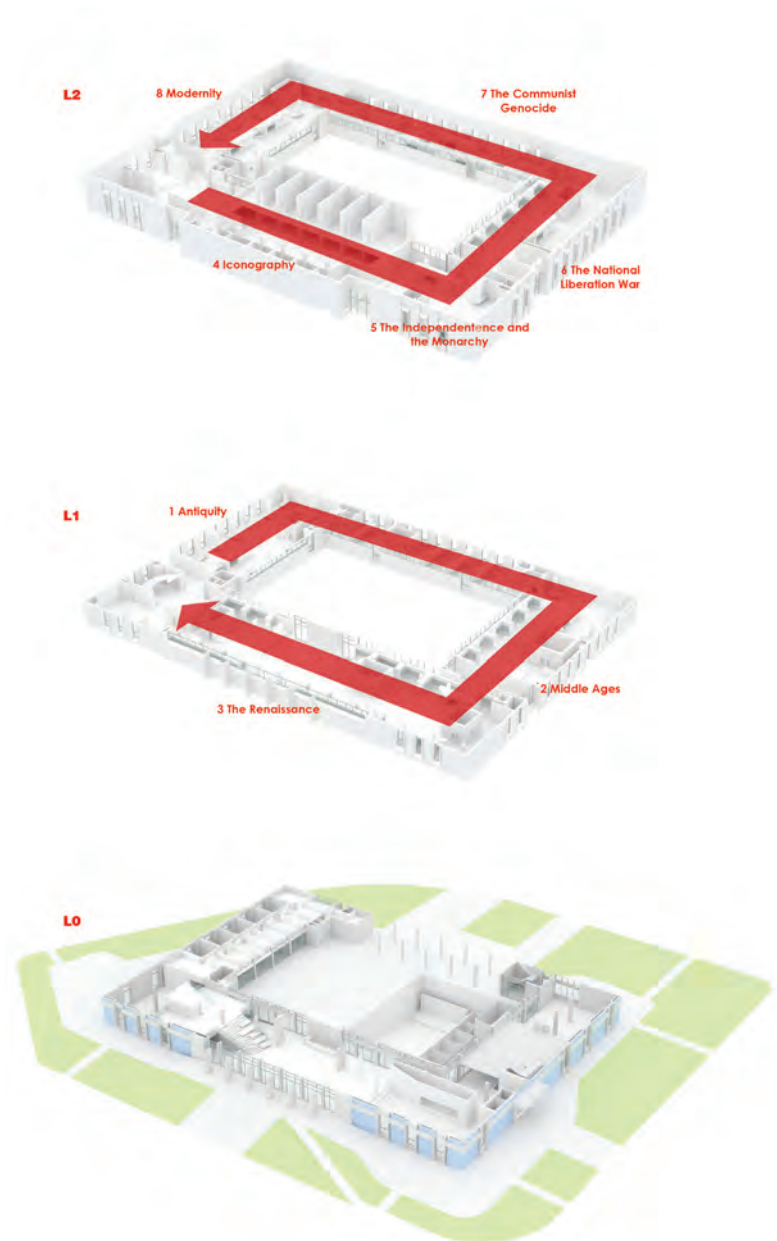 L2
8 Modernity
7 The Communist
Genocide
4 Iconography
6 The National
Liberation War
5 The Independentence and
the Monarchy
L1
1 Antiquity
2 Middle Ages
3 The Renaissance
L0